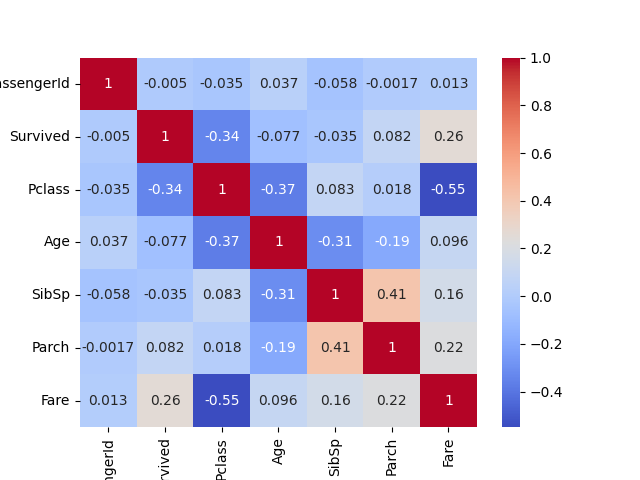 ssengerId 1 -0.005 -0.035 0.037 -0.058 -0.0017 0.013
Survived -0.005 1 -0.34 -0.077 -0.035 0.082 0.26
Pclass -0.035 -0.34 1 -0.37 0.083 0.018 -0.55
Age 0.037 -0.077 -0.37 1 -0.31 -0.19 0.096
SibSp -0.058 -0.035 0.083 -0.31 1 0.41 0.16
Parch -0.0017 0.082 0.018 -0.19 0.41 1 0.22
Fare 0.013 0.26 -0.55 0.096 0.16 0.22 1
ngerId
rvived
Pclass
Age
SibSp
Parch
Fare
1.0
0.8
0.6
0.4
0.2
0.0
−0.2
−0.4